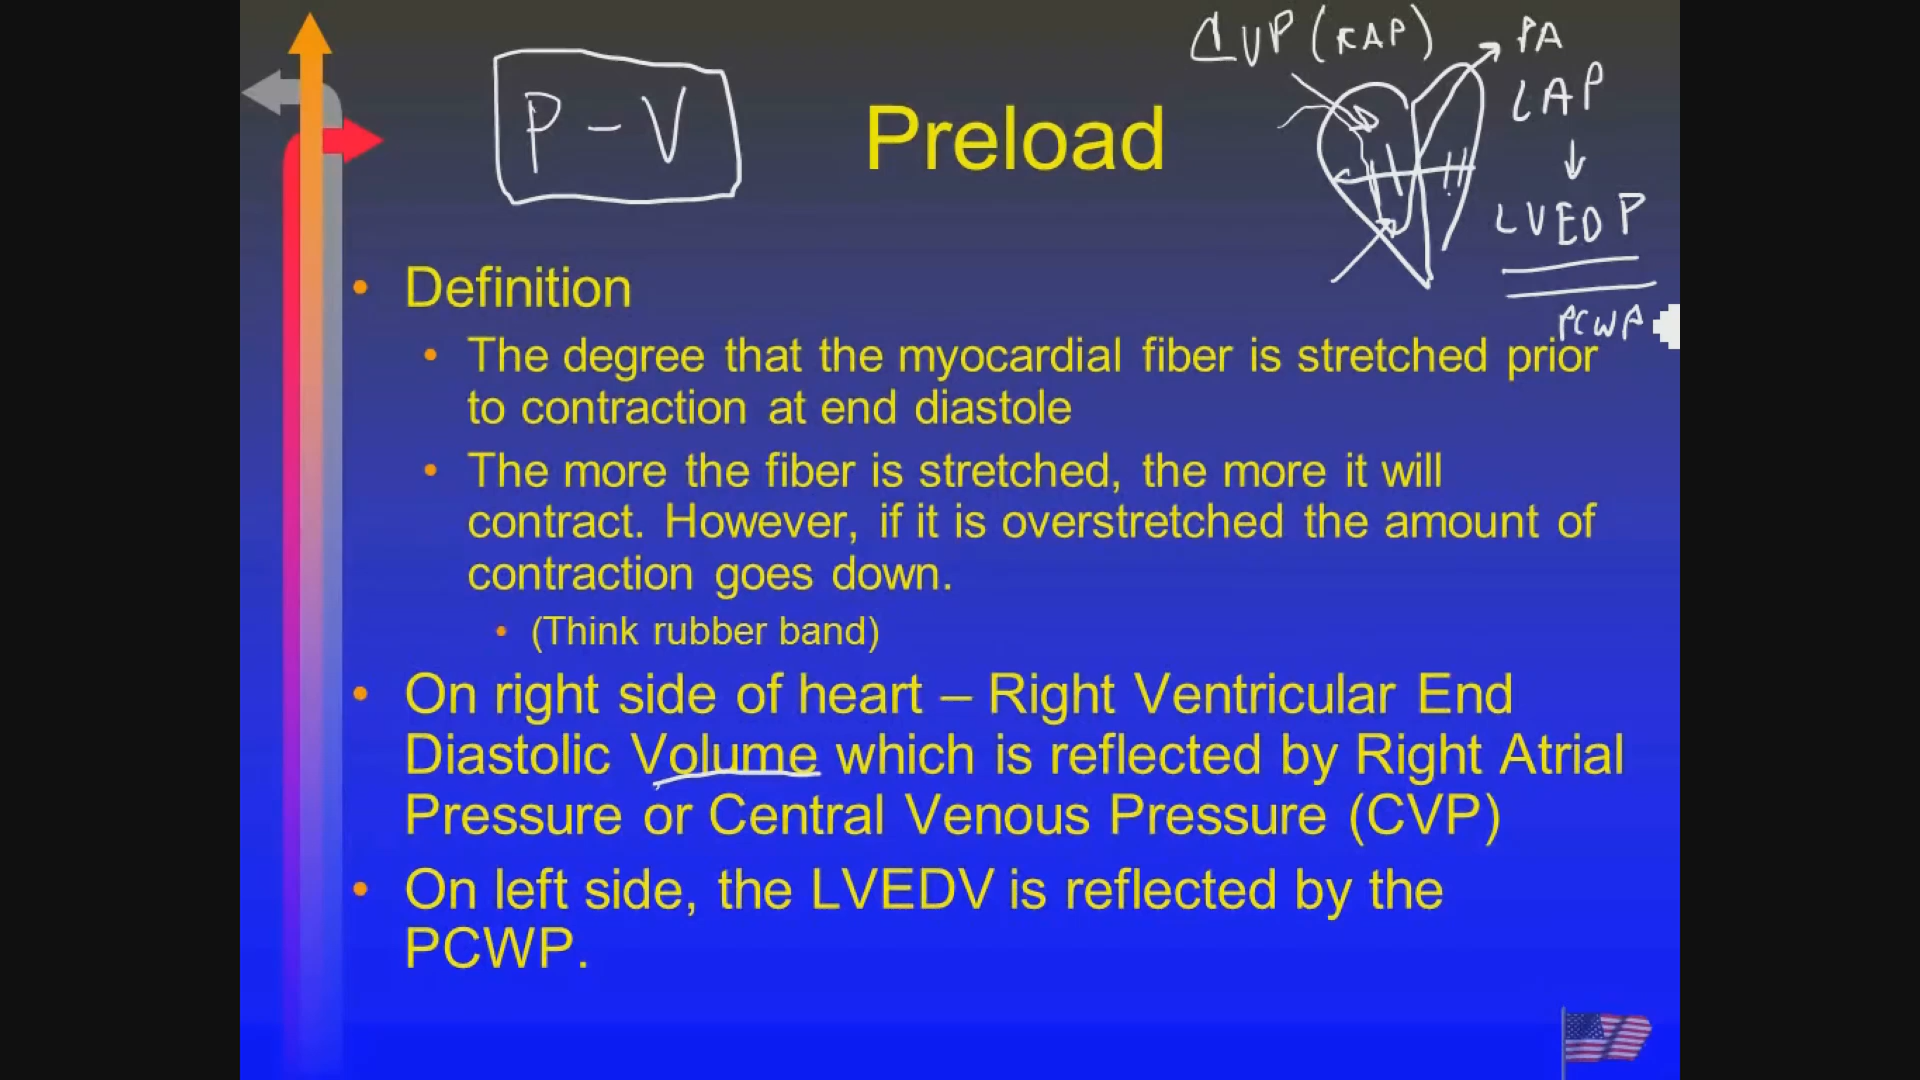 CVP (RAP)
PA
P - V
LAP
Preload
↓
LVEDP
• Definition
PCWP
• The degree that the myocardial fiber is stretched prior
to contraction at end diastole
• The more the fiber is stretched, the more it will
contract. However, if it is overstretched the amount of
contraction goes down.
• (Think rubber band)
• On right side of heart – Right Ventricular End
Diastolic Volume which is reflected by Right Atrial
Pressure or Central Venous Pressure (CVP)
• On left side, the LVEDV is reflected by the
PCWP.